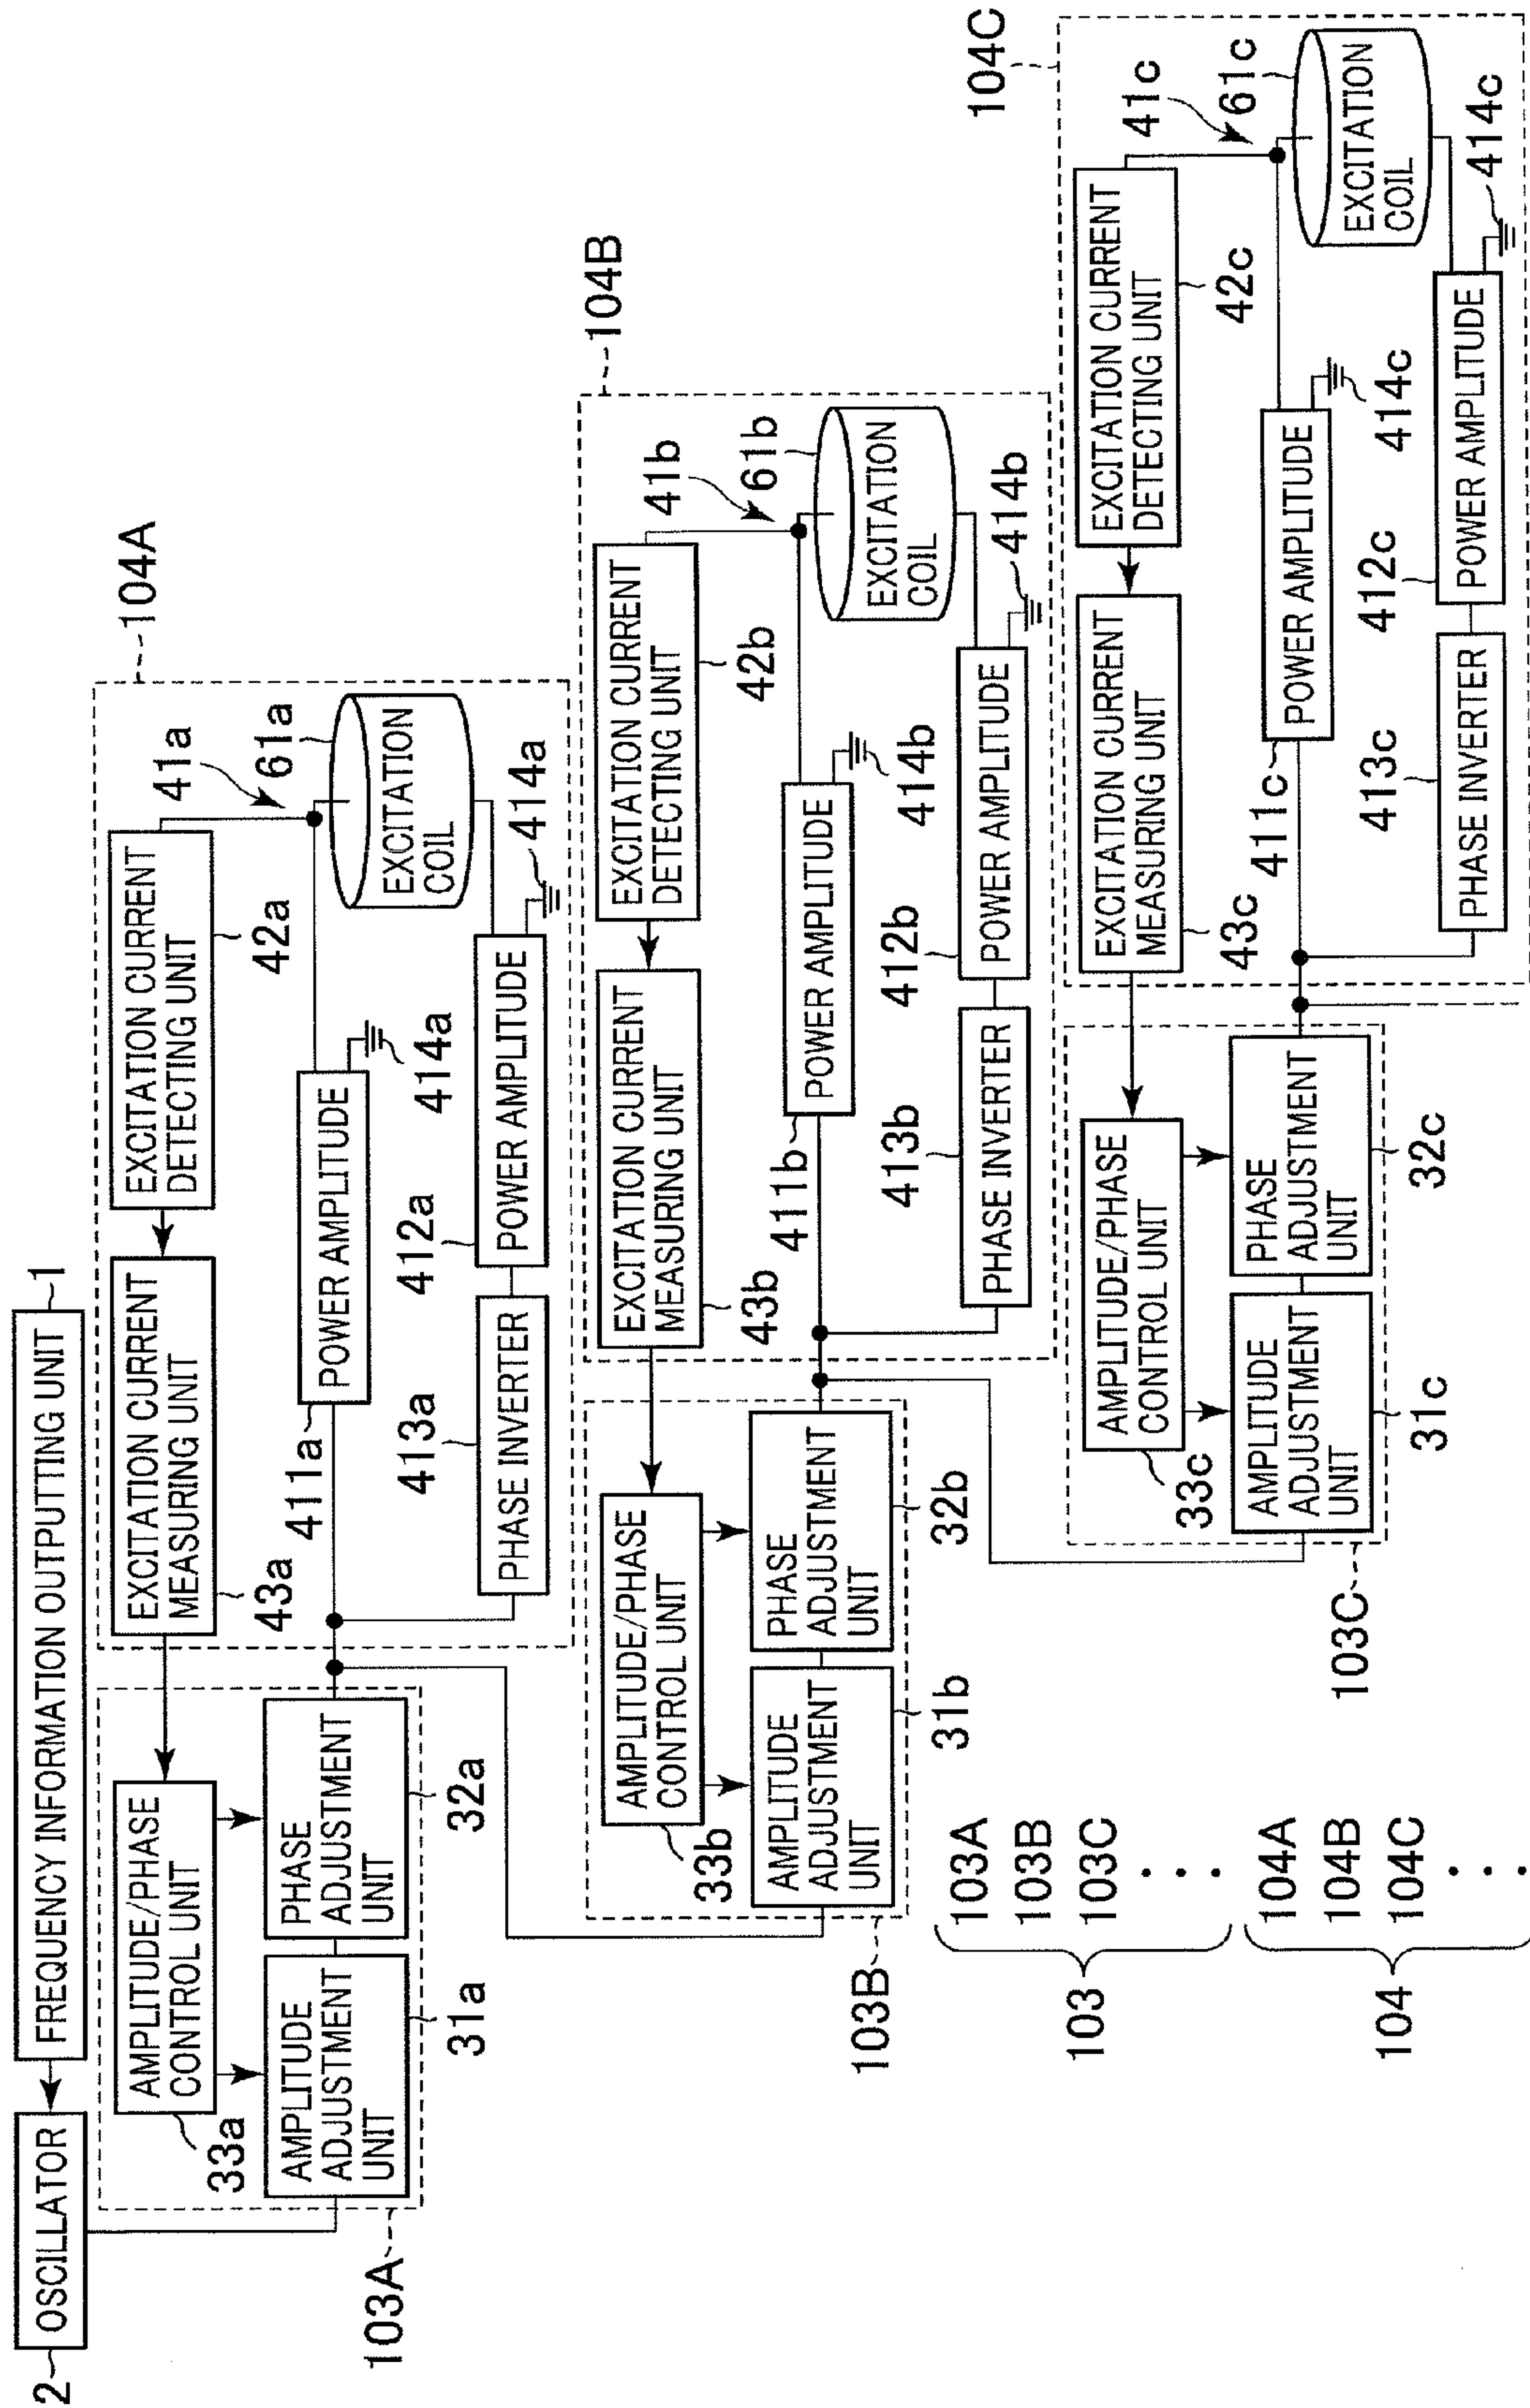 2
OSCILLATOR
FREQUENCY INFORMATION OUTPUTTING UNIT
1
103A
AMPLITUDE/PHASE
CONTROL UNIT
33a
AMPLITUDE
ADJUSTMENT
UNIT
31a
PHASE
ADJUSTMENT
UNIT
32a
104A
EXCITATION CURRENT
MEASURING UNIT
43a
EXCITATION CURRENT
DETECTING UNIT
42a
41a
61a
411a
POWER AMPLITUDE
414a
EXCITATION
COIL
413a
PHASE INVERTER
412a
POWER AMPLITUDE
414a
103B
AMPLITUDE/PHASE
CONTROL UNIT
33b
AMPLITUDE
ADJUSTMENT
UNIT
31b
PHASE
ADJUSTMENT
UNIT
32b
104B
EXCITATION CURRENT
MEASURING UNIT
43b
EXCITATION CURRENT
DETECTING UNIT
42b
41b
61b
411b
POWER AMPLITUDE
414b
EXCITATION
COIL
413b
PHASE INVERTER
412b
POWER AMPLITUDE
414b
103C
AMPLITUDE/PHASE
CONTROL UNIT
33c
AMPLITUDE
ADJUSTMENT
UNIT
31c
PHASE
ADJUSTMENT
UNIT
32c
104C
EXCITATION CURRENT
MEASURING UNIT
43c
EXCITATION CURRENT
DETECTING UNIT
42c
41c
61c
411c
POWER AMPLITUDE
414c
EXCITATION
COIL
413c
PHASE INVERTER
412c
POWER AMPLITUDE
414c
103
103A
103B
103C
104
104A
104B
104C